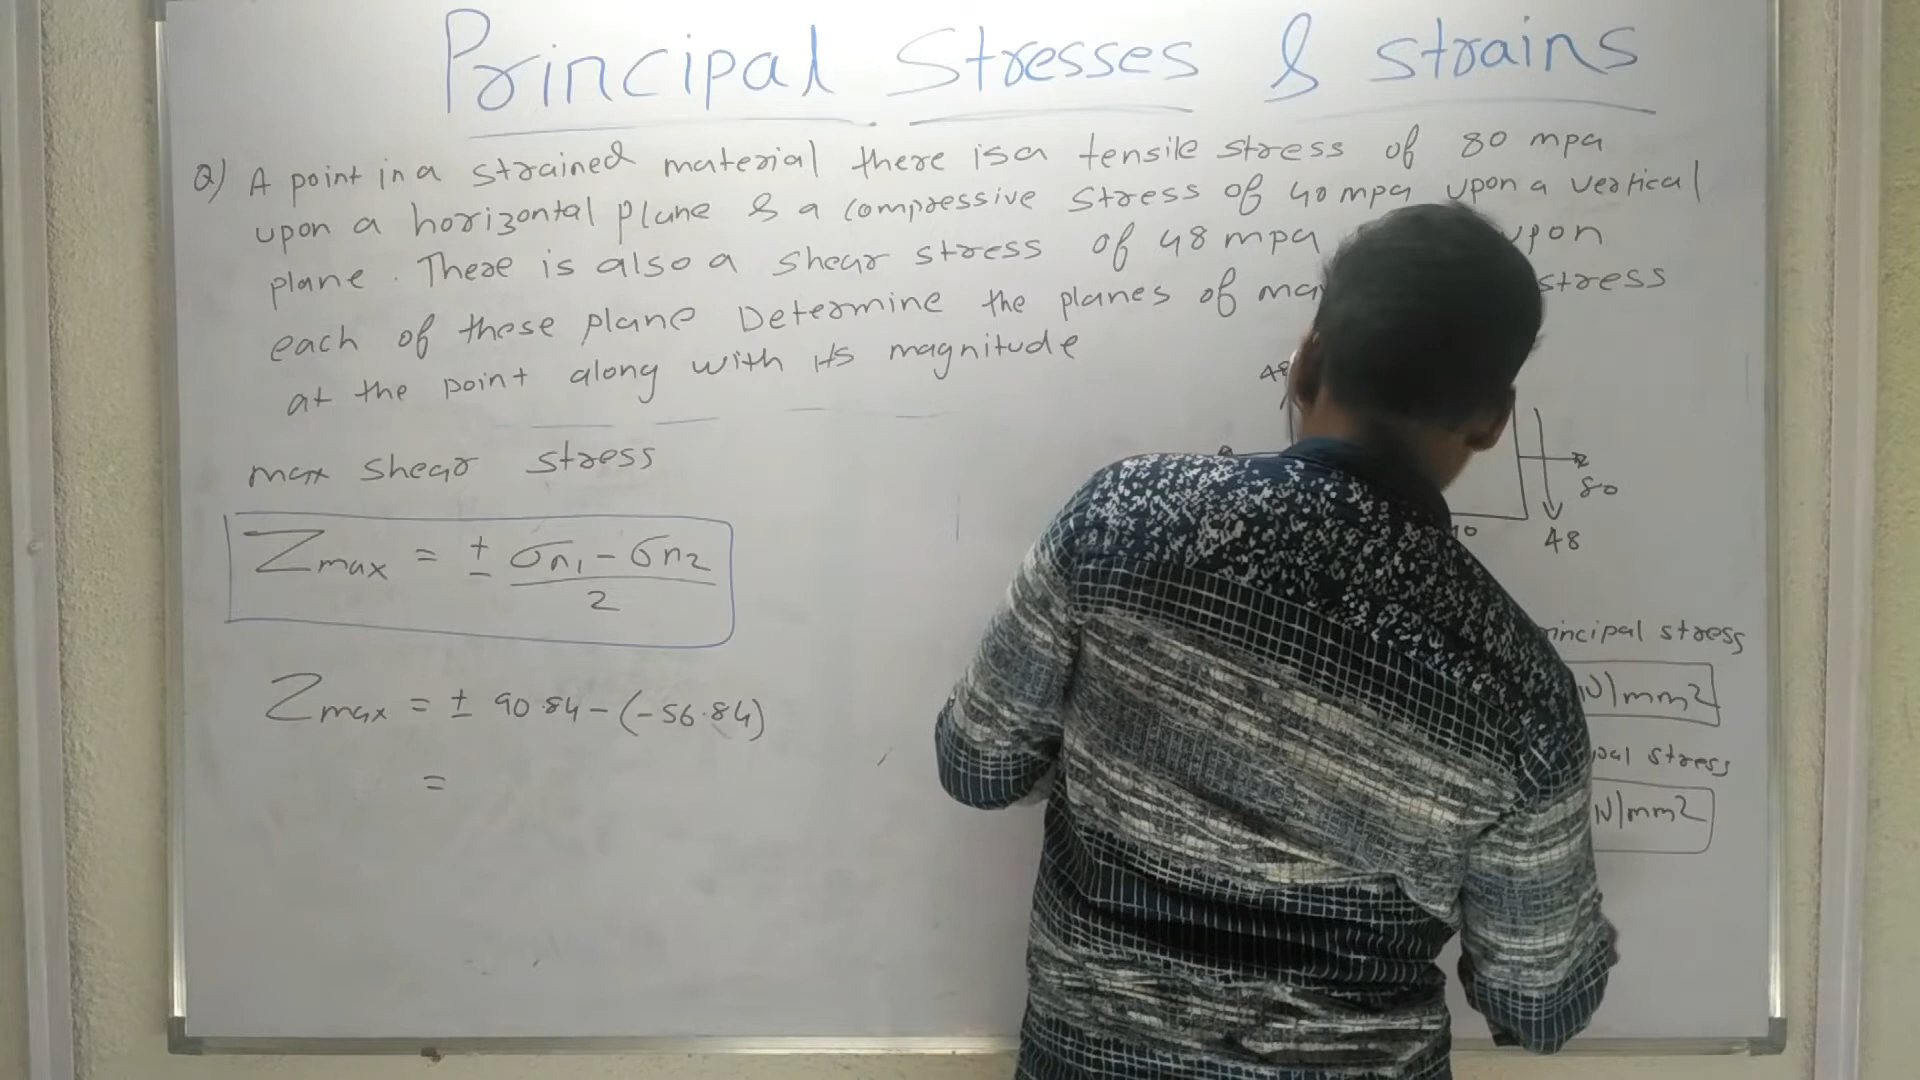 Principal Stresses & strains
Q) A point in a strained material there is a tensile stress of 80 mpa
upon a horizontal plane & a compressive stress of 40 mpa upon a vertical
plane. There is also a shear stress of 48 mpa upon
each of these plane Determine the planes of stress
at the point along with its magnitude
max shear stress
Zmax = ± σn1 - σn2
2
Zmax = ± 90.84 - (-56.84)
=
80
48
stress
N/mm2
stress
N/mm2